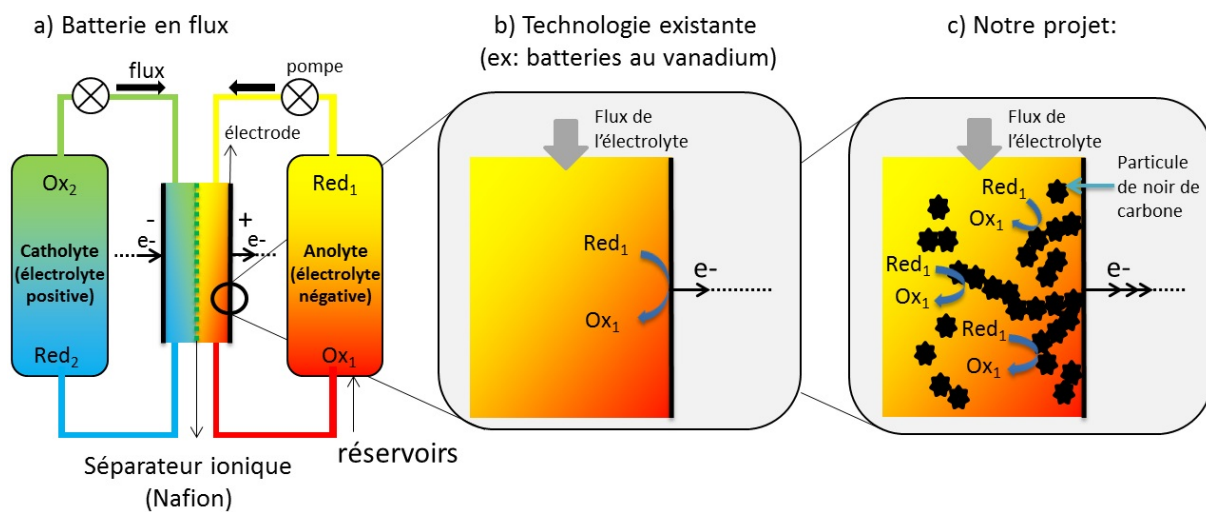 a) Batterie en flux
flux
pompe
électrode
Ox2
Catholyte
(électrolyte
positive)
Red2
-
e-
+
e-
Red1
Anolyte
(électrolyte
négative)
Ox1
Séparateur ionique
(Nafion)
réservoirs
b) Technologie existante
(ex: batteries au vanadium)
Flux de
l'électrolyte
Red1
Ox1
e-
c) Notre projet:
Flux de
l'électrolyte
Particule
de noir de
carbone
Red1
Ox1
Red1
Ox1
Red1
Ox1
e-